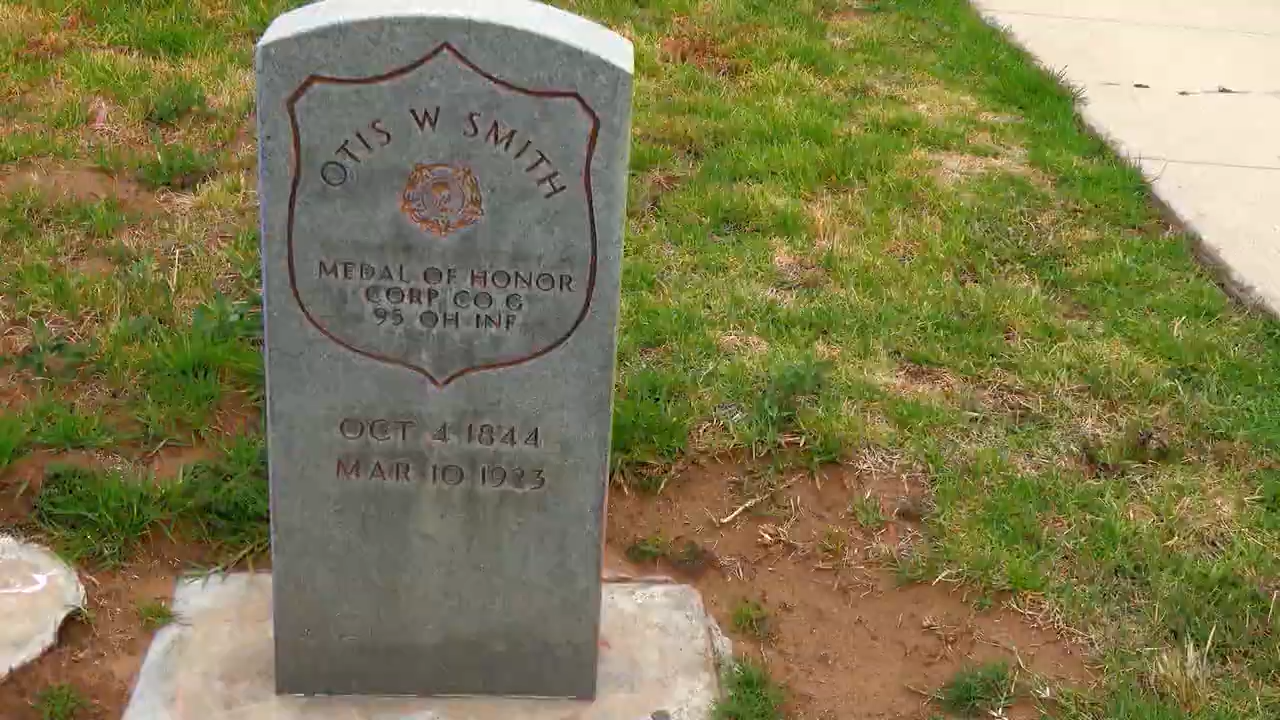 OTIS W SMITH
MEDAL OF HONOR
CORP CO G
95 OH INF
OCT 4 1844
MAR 10 1923